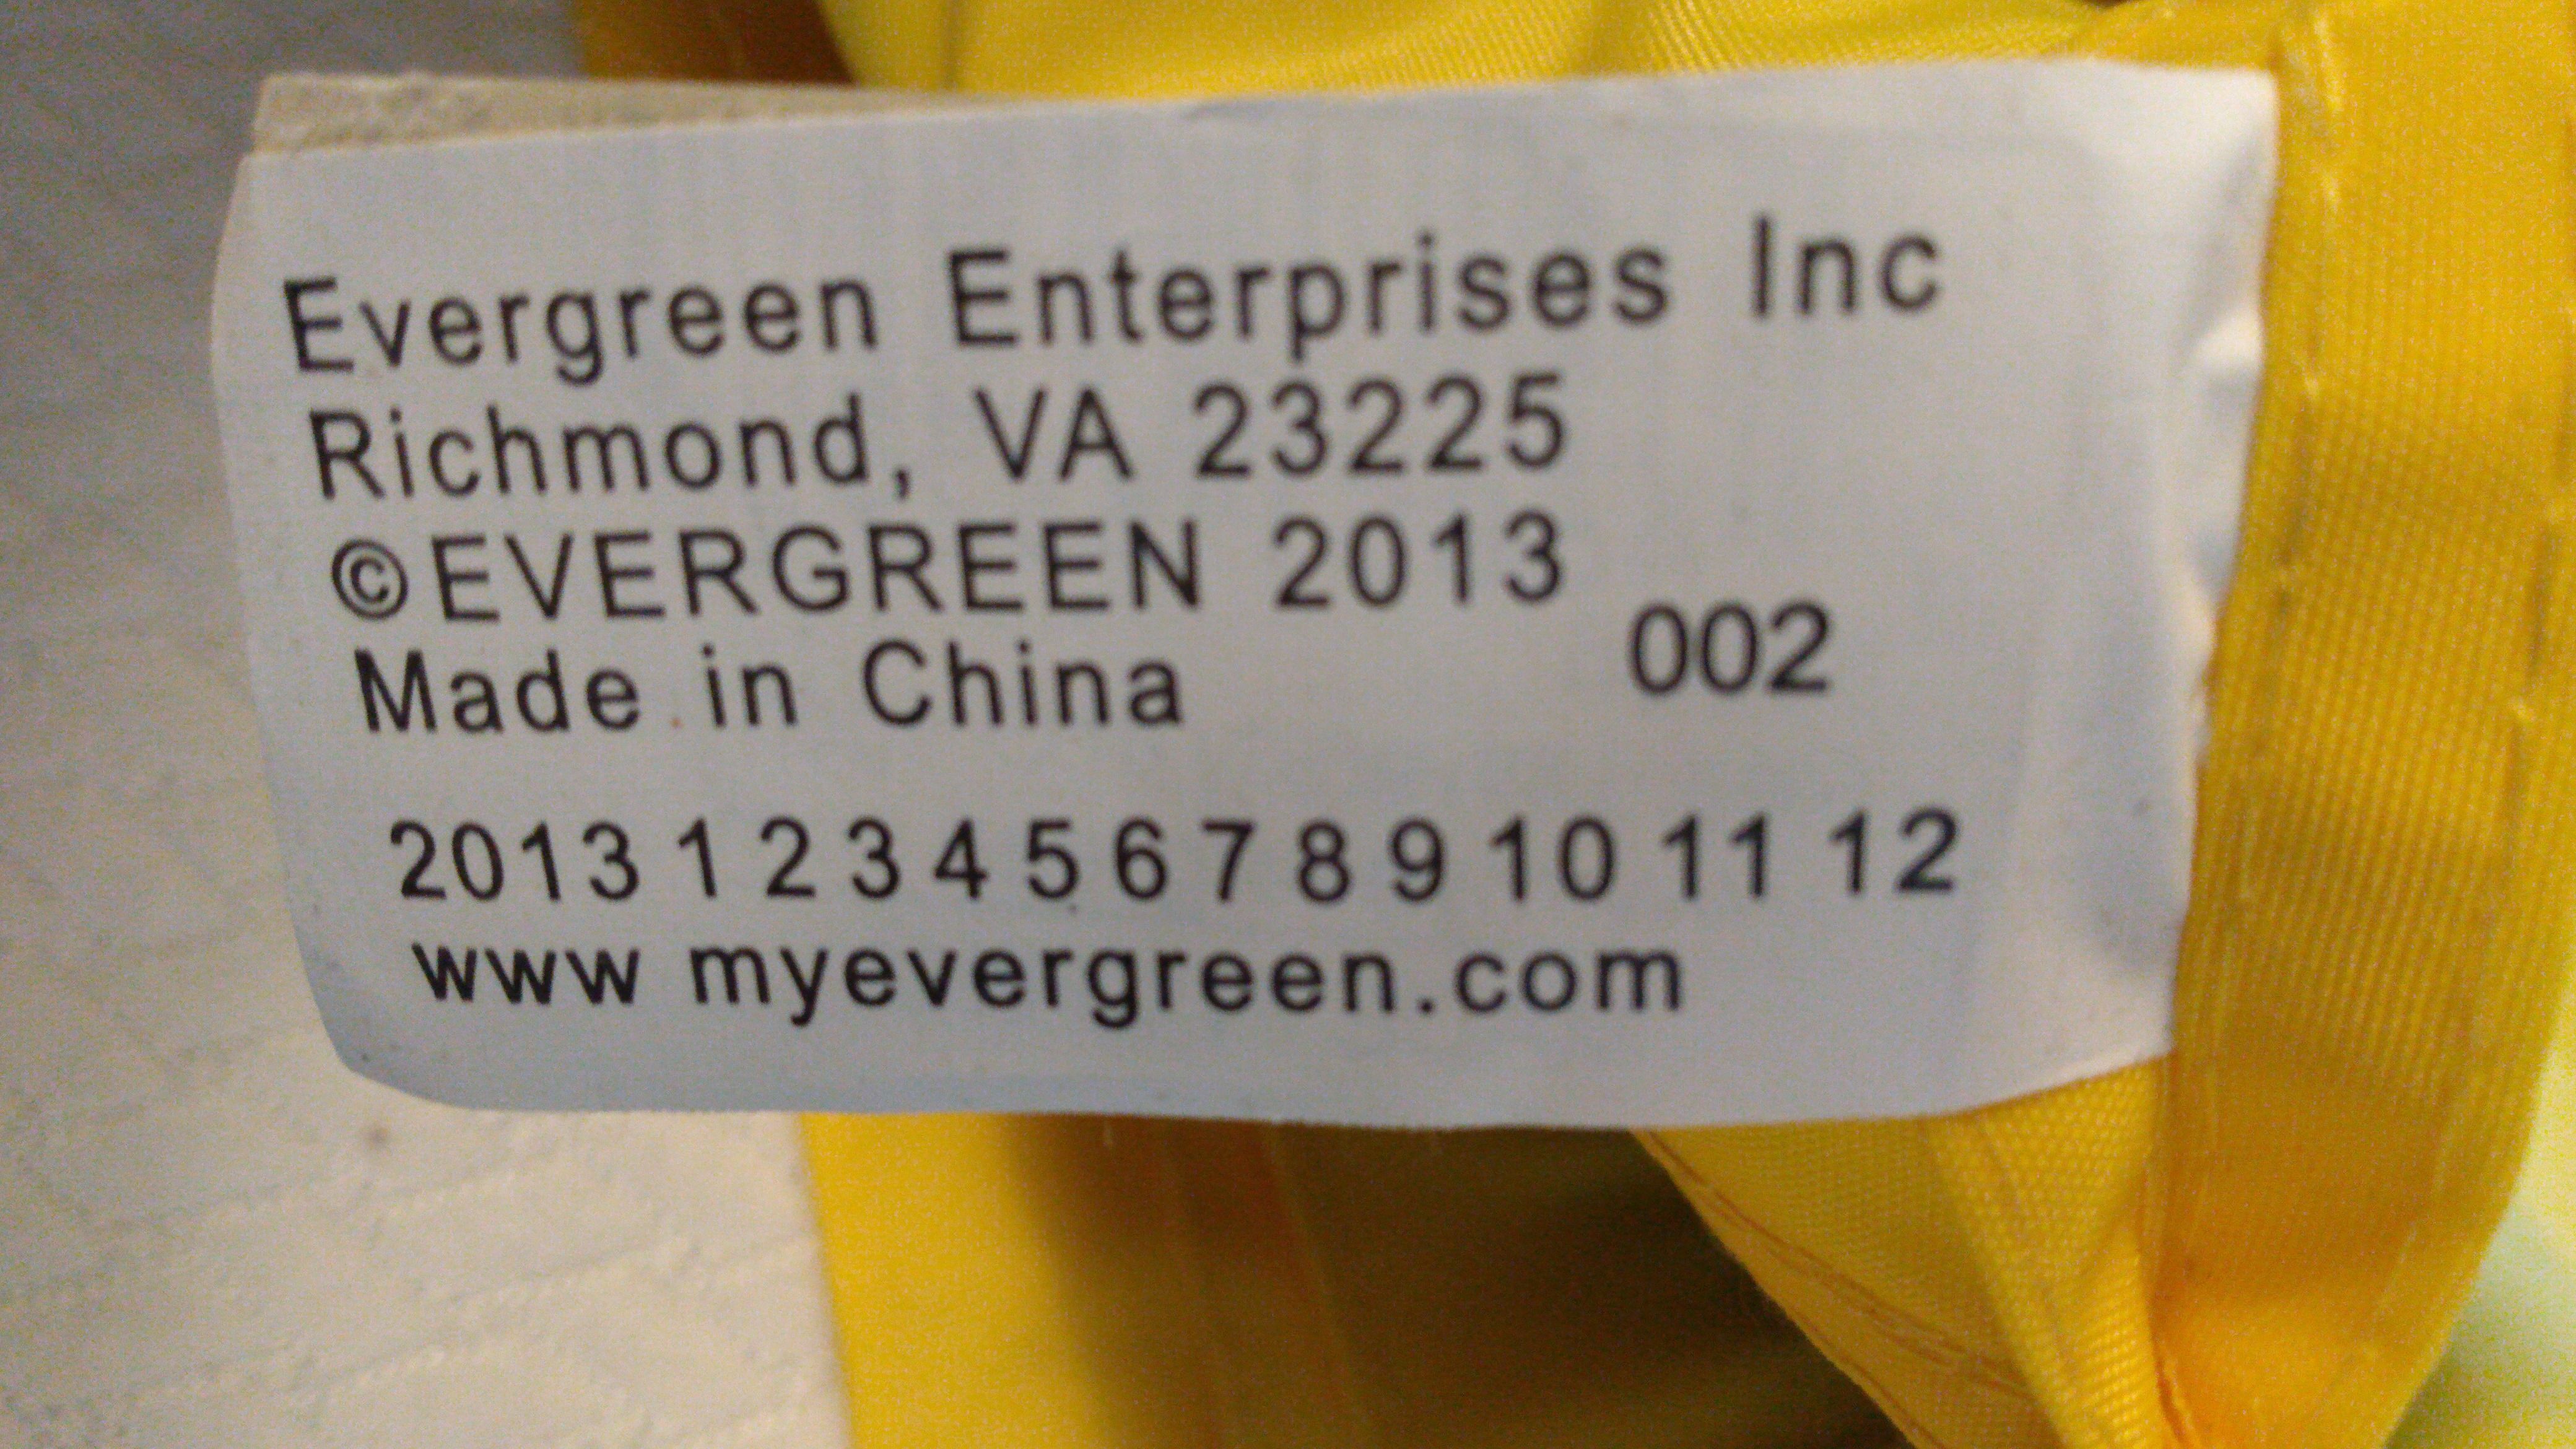 Evergreen Enterprises Inc
Richmond, VA 23225
©EVERGREEN 2013
Made in China 002
2013 1 2 3 4 5 6 7 8 9 10 11 12
www myevergreen.com